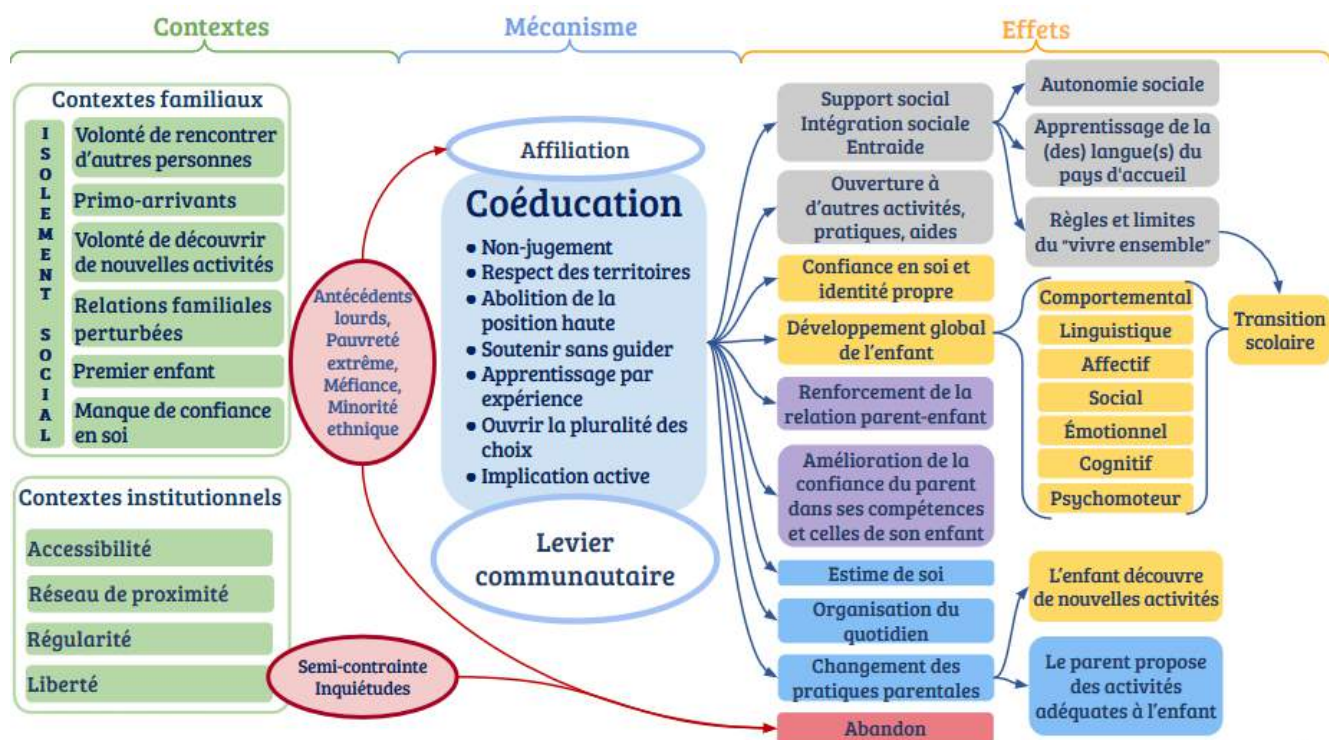 Contextes
Mécanisme
Effets
Contextes familiaux
ISOLEMENT SOCIAL
Volonté de rencontrer
d'autres personnes
Primo-arrivants
Volonté de découvrir
de nouvelles activités
Relations familiales
perturbées
Premier enfant
Manque de confiance
en soi
Contextes institutionnels
Accessibilité
Réseau de proximité
Régularité
Liberté
Antécédents
lourds,
Pauvreté
extrême,
Méfiance,
Minorité
ethnique
Semi-contrainte
Inquiétudes
Affiliation
Coéducation
● Non-jugement
● Respect des territoires
● Abolition de la
position haute
● Soutenir sans guider
● Apprentissage par
expérience
● Ouvrir la pluralité des
choix
● Implication active
Levier
communautaire
Support social
Intégration sociale
Entraide
Ouverture à
d'autres activités,
pratiques, aides
Confiance en soi et
identité propre
Développement global
de l'enfant
Renforcement de la
relation parent-enfant
Amélioration de la
confiance du parent
dans ses compétences
et celles de son enfant
Estime de soi
Organisation du
quotidien
Changement des
pratiques parentales
Abandon
Autonomie sociale
Apprentissage de la
(des) langue(s) du
pays d'accueil
Règles et limites
du "vivre ensemble"
Comportemental
Linguistique
Affectif
Social
Émotionnel
Cognitif
Psychomoteur
Transition
scolaire
L'enfant découvre
de nouvelles activités
Le parent propose
des activités
adéquates à l'enfant